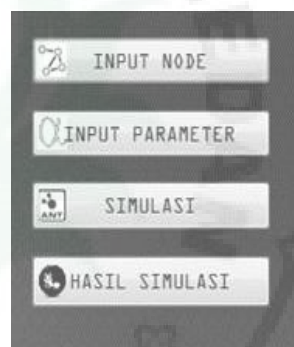 INPUT NODE
INPUT PARAMETER
SIMULASI
ANT
HASIL SIMULASI